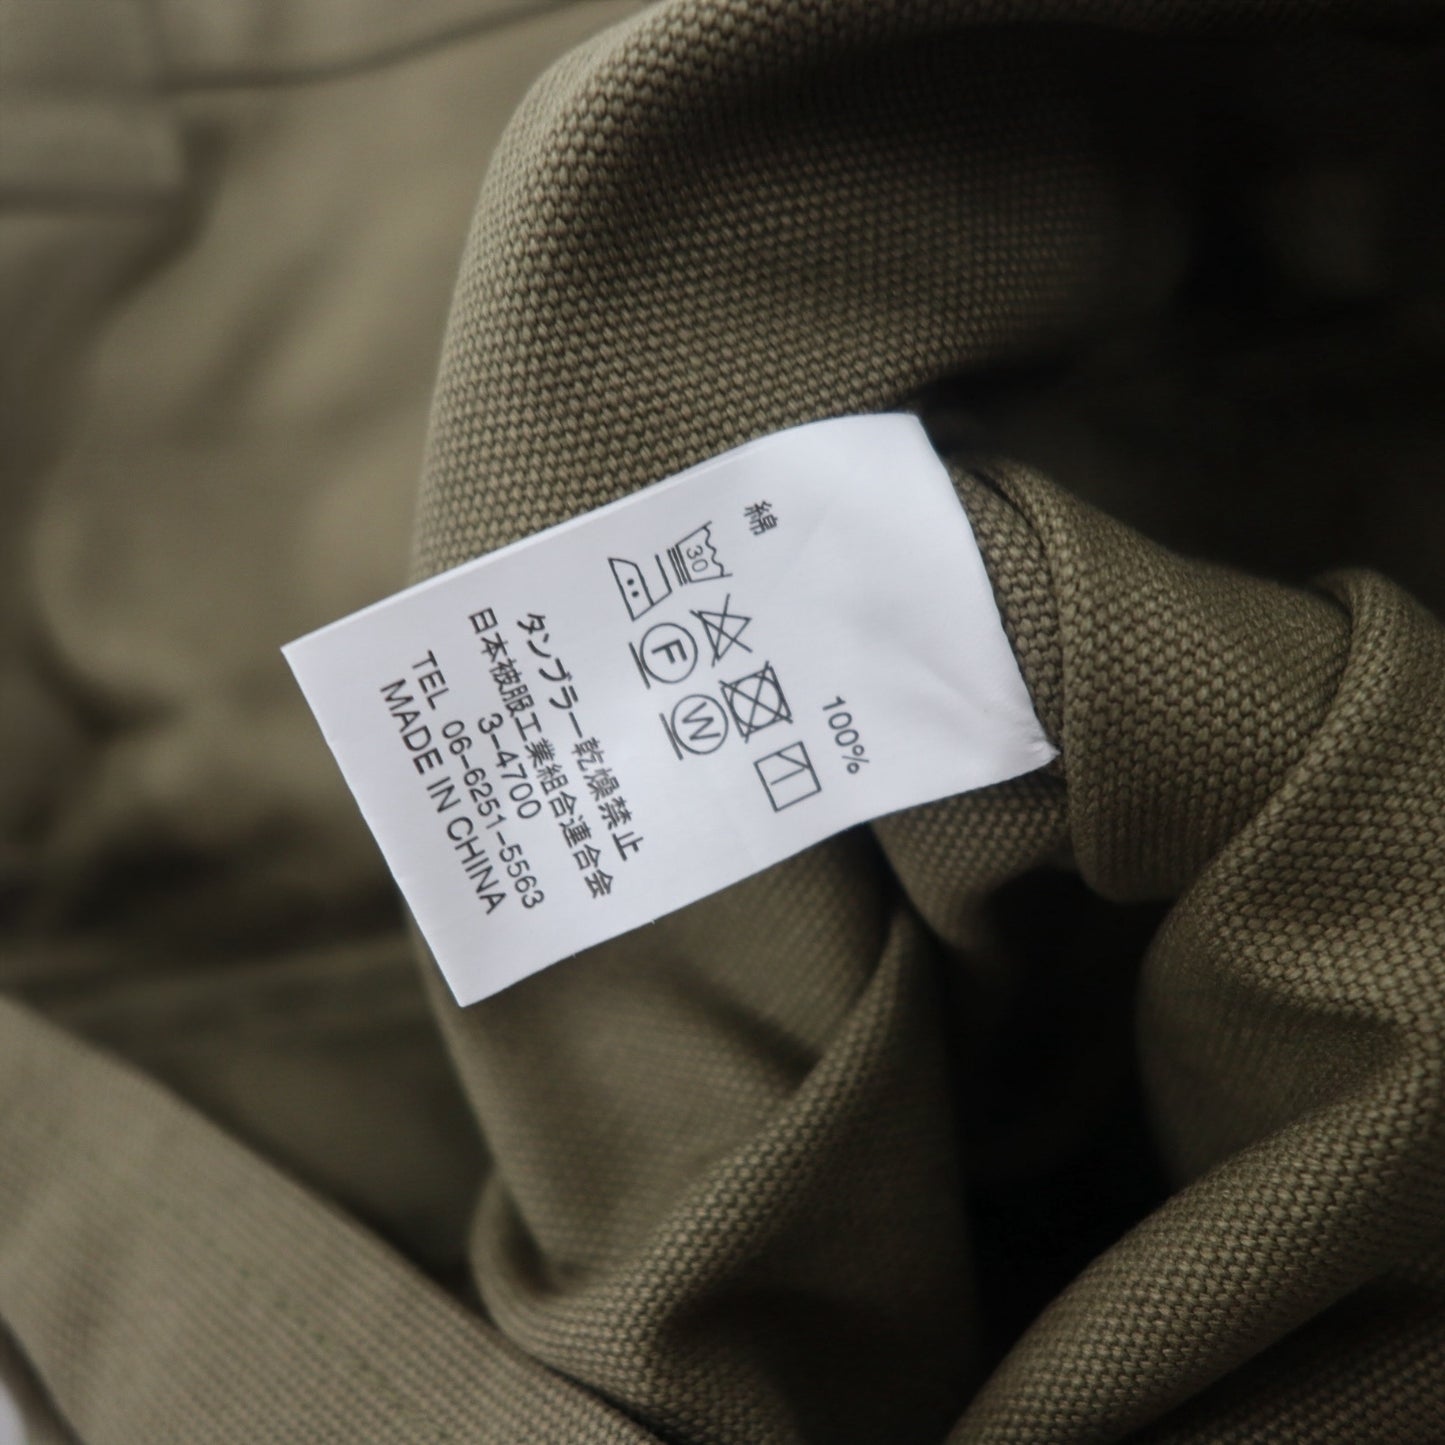 綿 100%
30
F W
タンブラー乾燥禁止
日本被服工業組合連合会
3-4700
TEL 06-6251-5563
MADE IN CHINA